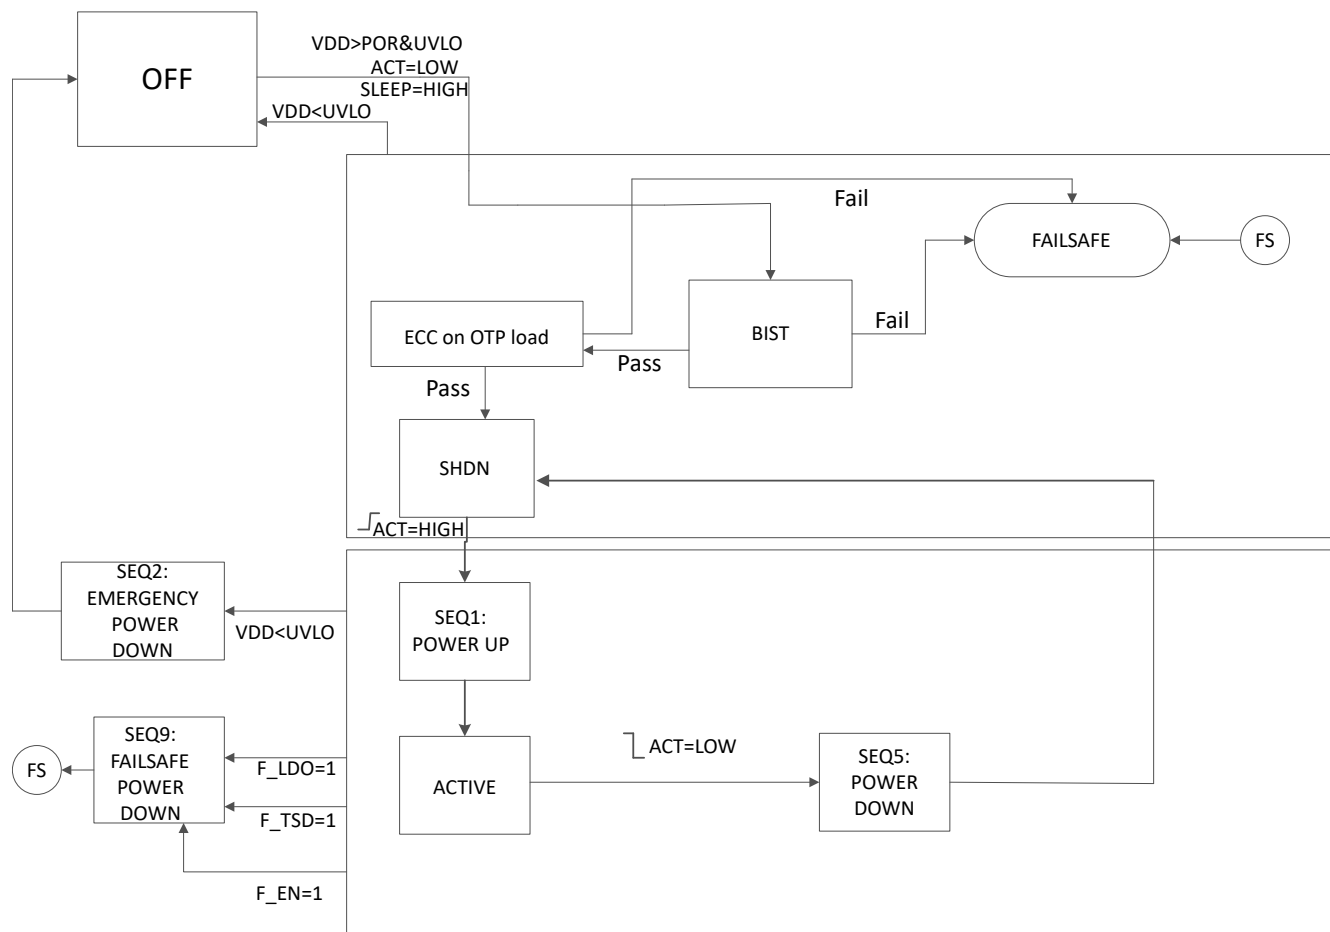 OFF
VDD>POR&UVLO
ACT=LOW
SLEEP=HIGH
VDD<UVLO
Fail
FAILSAFE
FS
ECC on OTP load
Pass
BIST
Fail
Pass
SHDN
ACT=HIGH
SEQ2:
EMERGENCY
POWER
DOWN
VDD<UVLO
SEQ1:
POWER UP
SEQ9:
FAILSAFE
POWER
DOWN
FS
F_LDO=1
F_TSD=1
F_EN=1
ACTIVE
ACT=LOW
SEQ5:
POWER
DOWN